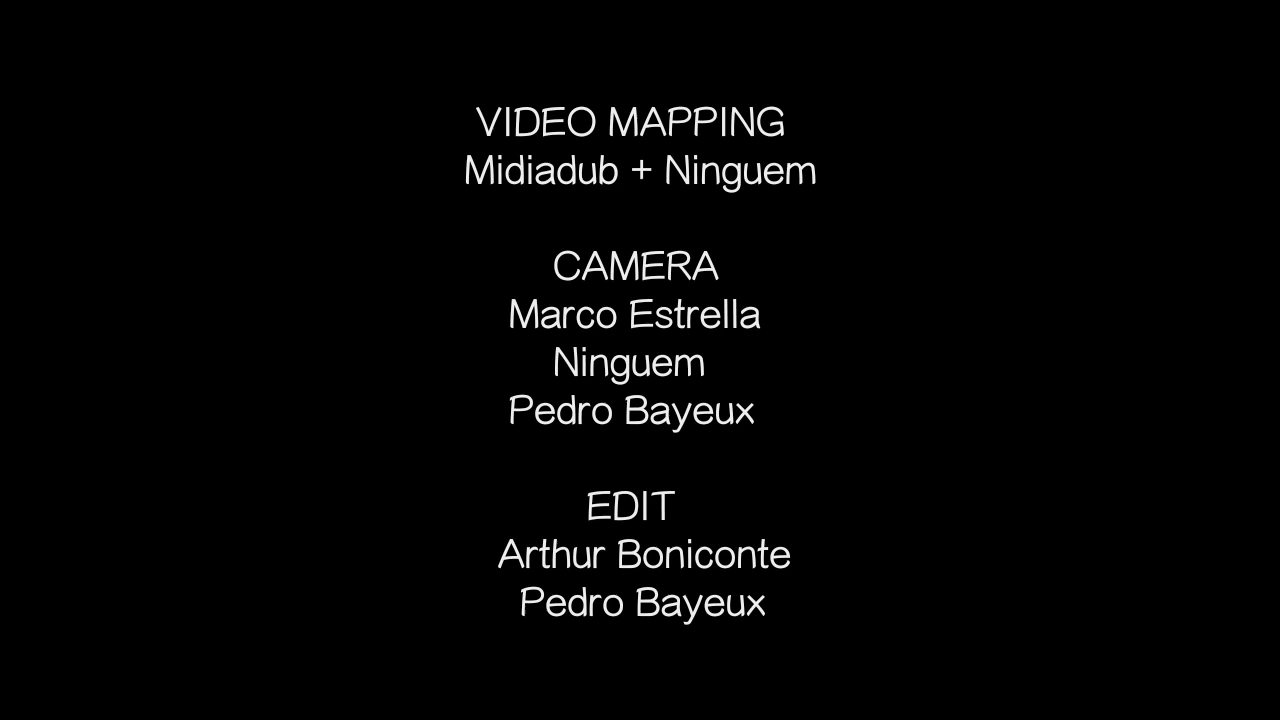 VIDEO MAPPING
Midiadub + Ninguem
CAMERA
Marco Estrella
Ninguem
Pedro Bayeux
EDIT
Arthur Boniconte
Pedro Bayeux